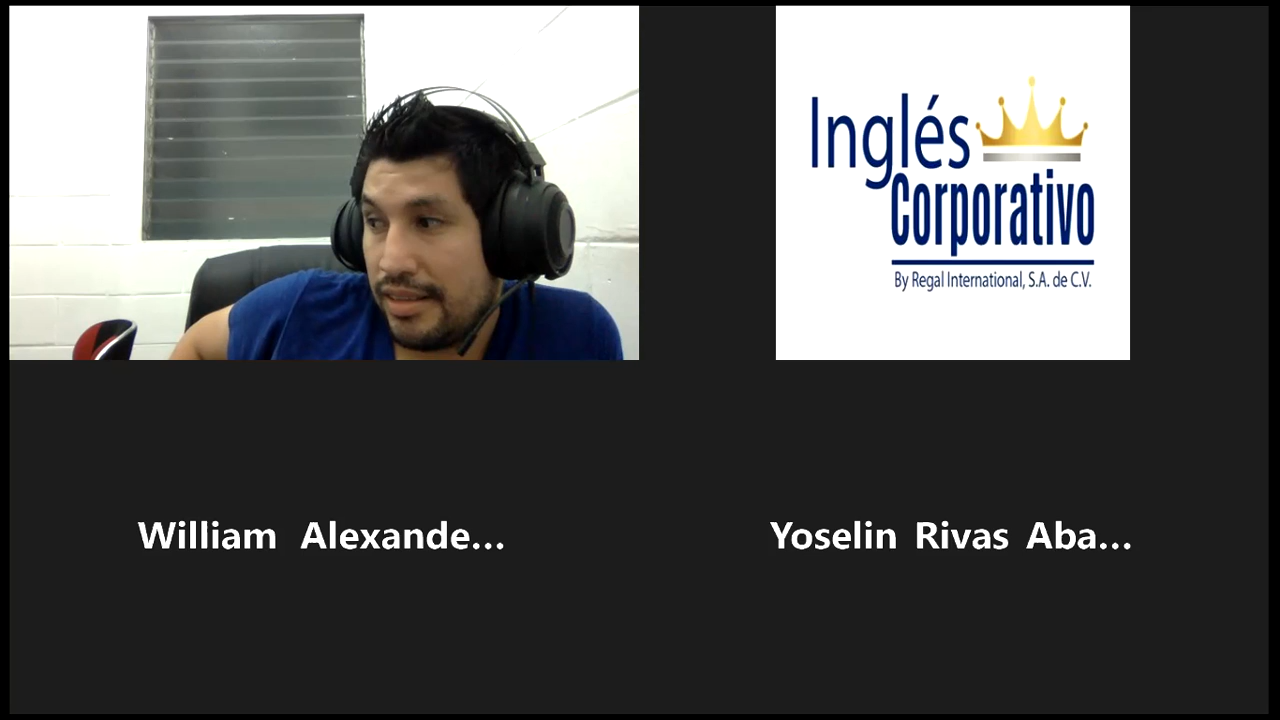 Inglés
Corporativo
By Regal International, S.A. de C.V.
William Alexande...
Yoselin Rivas Aba...